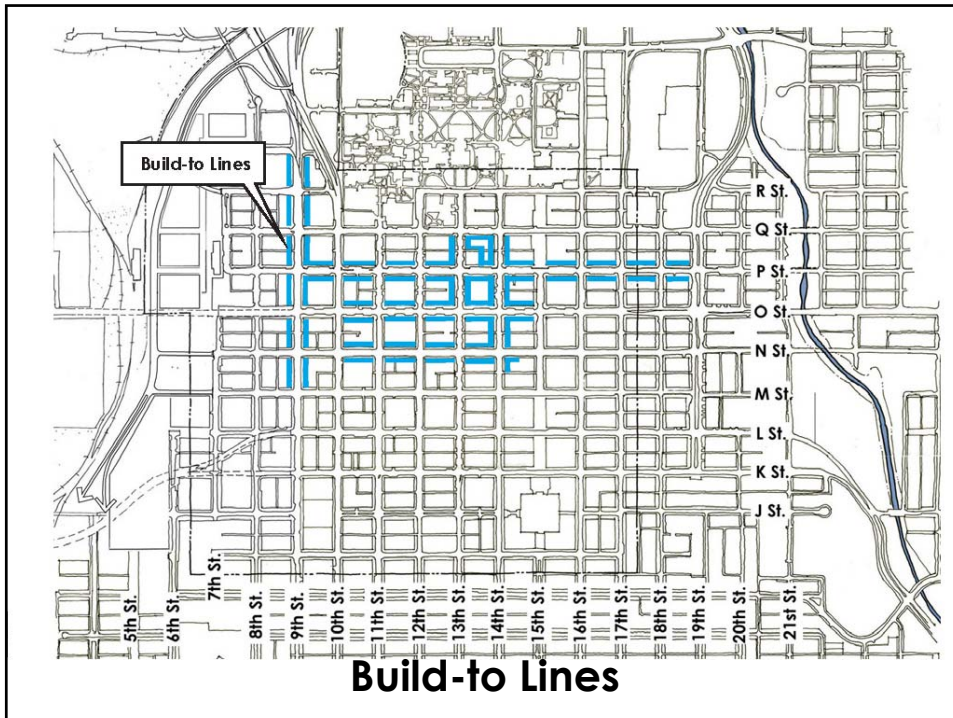 Build-to Lines
R St.
Q St.
P St.
O St.
N St.
M St.
L St.
K St.
J St.
5th St.
6th St.
7th St.
8th St.
9th St.
10th St.
11th St.
12th St.
13th St.
14th St.
15th St.
16th St.
17th St.
18th St.
19th St.
20th St.
21st St.
Build-to Lines